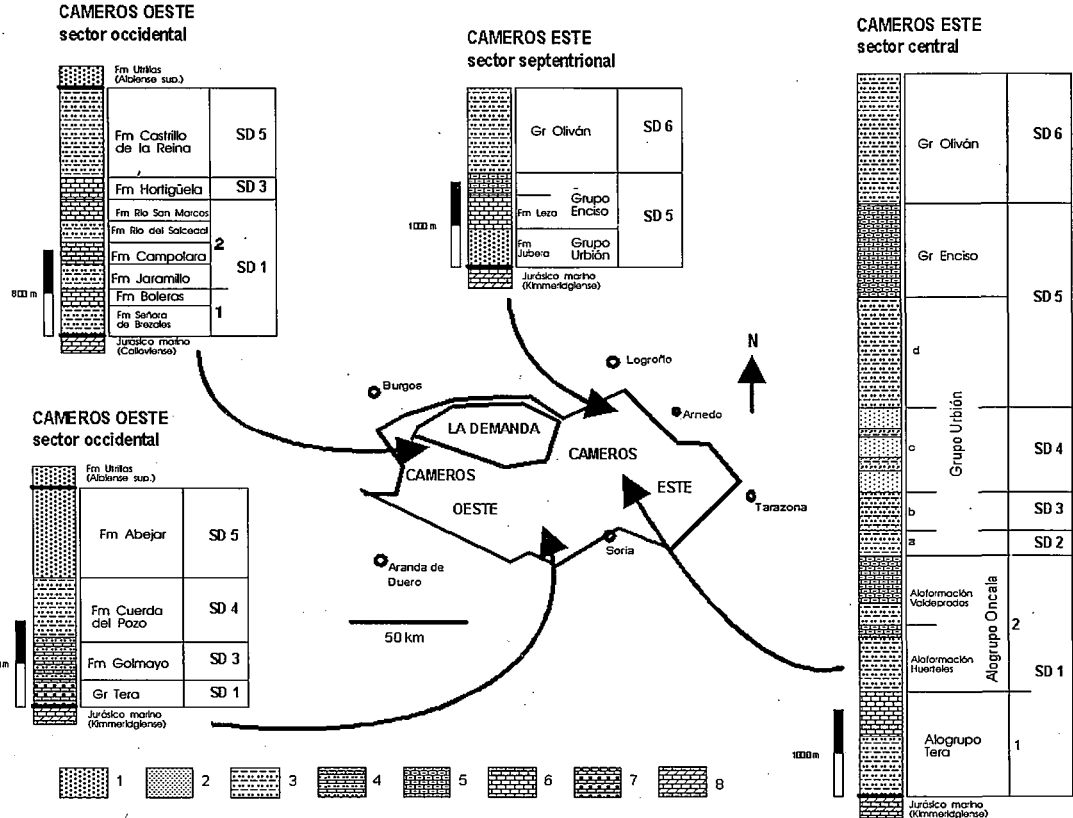 CAMEROS OESTE
sector occidental
Fm Utrillas
(Albiense sup.)
Fm Castrillo
de la Reina
SD 5
Fm Hortigüela
SD 3
Fm Río San Marcos
Fm Río del Salcedal
2
Fm Campolara
SD 1
Fm Jaramillo
Fm Boleras
1
Fm Señora
de Brezales
Jurásico marino
(Calloviense)
800 m
CAMEROS ESTE
sector septentrional
Gr Oliván
SD 6
Grupo
Enciso
Fm Leza
SD 5
Fm
Jubera
Grupo
Urbión
Jurásico marino
(Kimmeridgiense)
1000 m
CAMEROS ESTE
sector central
Gr Oliván
SD 6
Gr Enciso
SD 5
d
Grupo Urbión
c
SD 4
b
SD 3
a
SD 2
Aloformación
Valdeprados
Alogrupo Oncala
2
Aloformación
Huérteles
SD 1
Alogrupo
Tera
1
1000 m
Jurásico marino
(Kimmeridgiense)
CAMEROS OESTE
sector occidental
Fm Utrillas
(Albiense sup.)
Fm Abejar
SD 5
Fm Cuerda
del Pozo
SD 4
Fm Golmayo
SD 3
Gr Tera
SD 1
Jurásico marino
(Kimmeridgiense)
m
Burgos
Logroño
N
Arnedo
LA DEMANDA
CAMEROS
CAMEROS
ESTE
OESTE
Tarazona
Soria
Aranda de
Duero
50 km
1
2
3
4
5
6
7
8